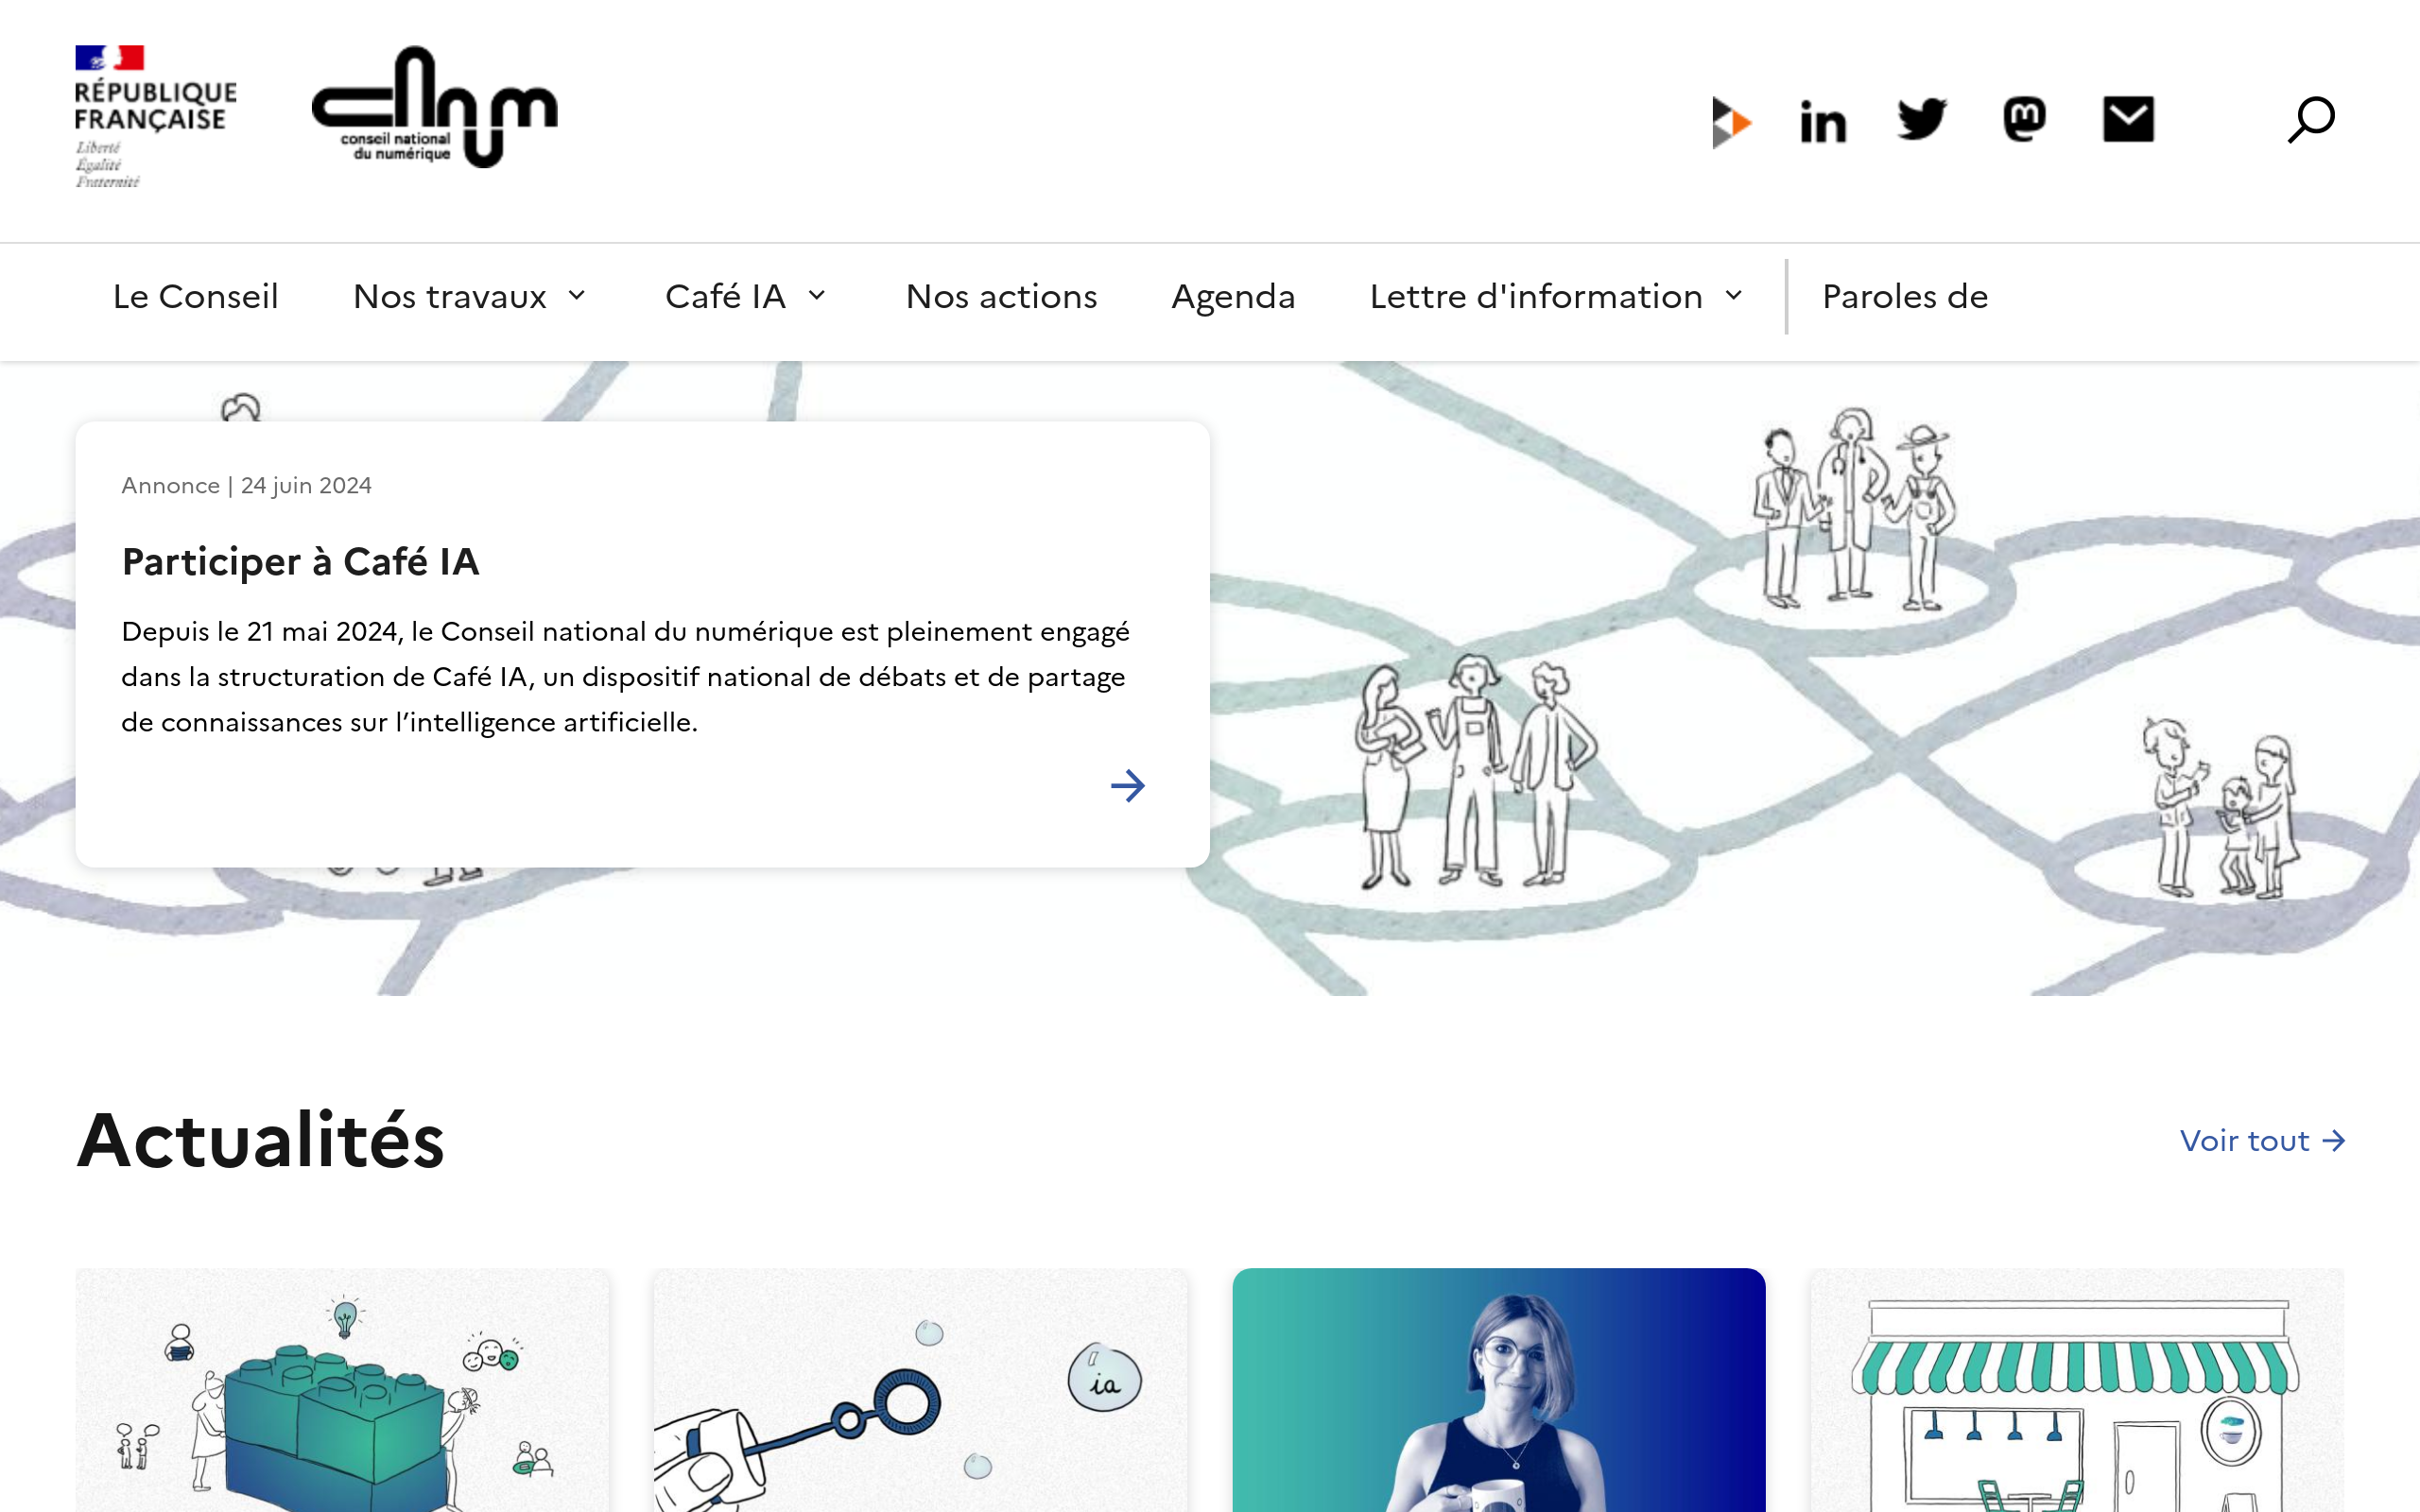 RÉPUBLIQUE
FRANÇAISE
Liberté
Égalité
Fraternité
cnnum
conseil national
du numérique
in
m
Le Conseil
Nos travaux
Café IA
Nos actions
Agenda
Lettre d'information
Paroles de
Annonce | 24 juin 2024
Participer à Café IA
Depuis le 21 mai 2024, le Conseil national du numérique est pleinement engagé
dans la structuration de Café IA, un dispositif national de débats et de partage
de connaissances sur l’intelligence artificielle.
Actualités
Voir tout
ia